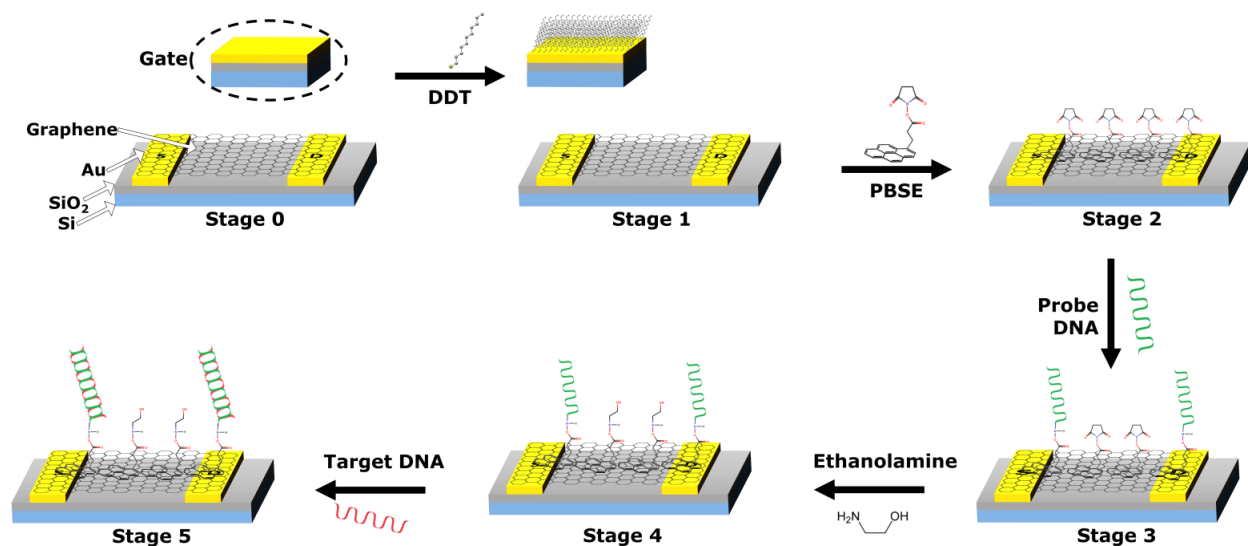 Gate
DDT
Graphene
Au
SiO₂
Si
S
D
Stage 0
S
D
Stage 1
PBSE
S
D
Stage 2
Probe
DNA
Stage 3
Ethanolamine
H₂N
OH
Stage 4
Target DNA
Stage 5